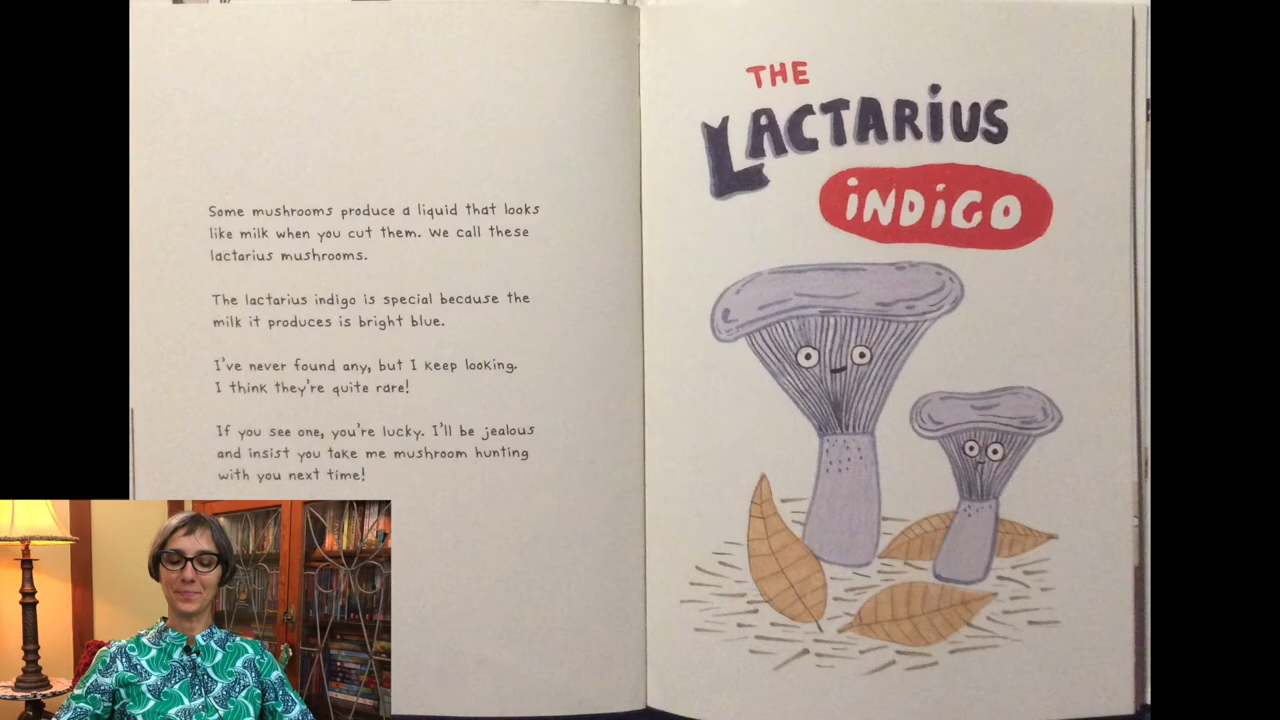 Some mushrooms produce a liquid that looks
like milk when you cut them. We call these
lactarius mushrooms.
The lactarius indigo is special because the
milk it produces is bright blue.
I've never found any, but I keep looking.
I think they're quite rare!
If you see one, you're lucky. I'll be jealous
and insist you take me mushroom hunting
with you next time!
THE
LACTARiUS
iNDiGO